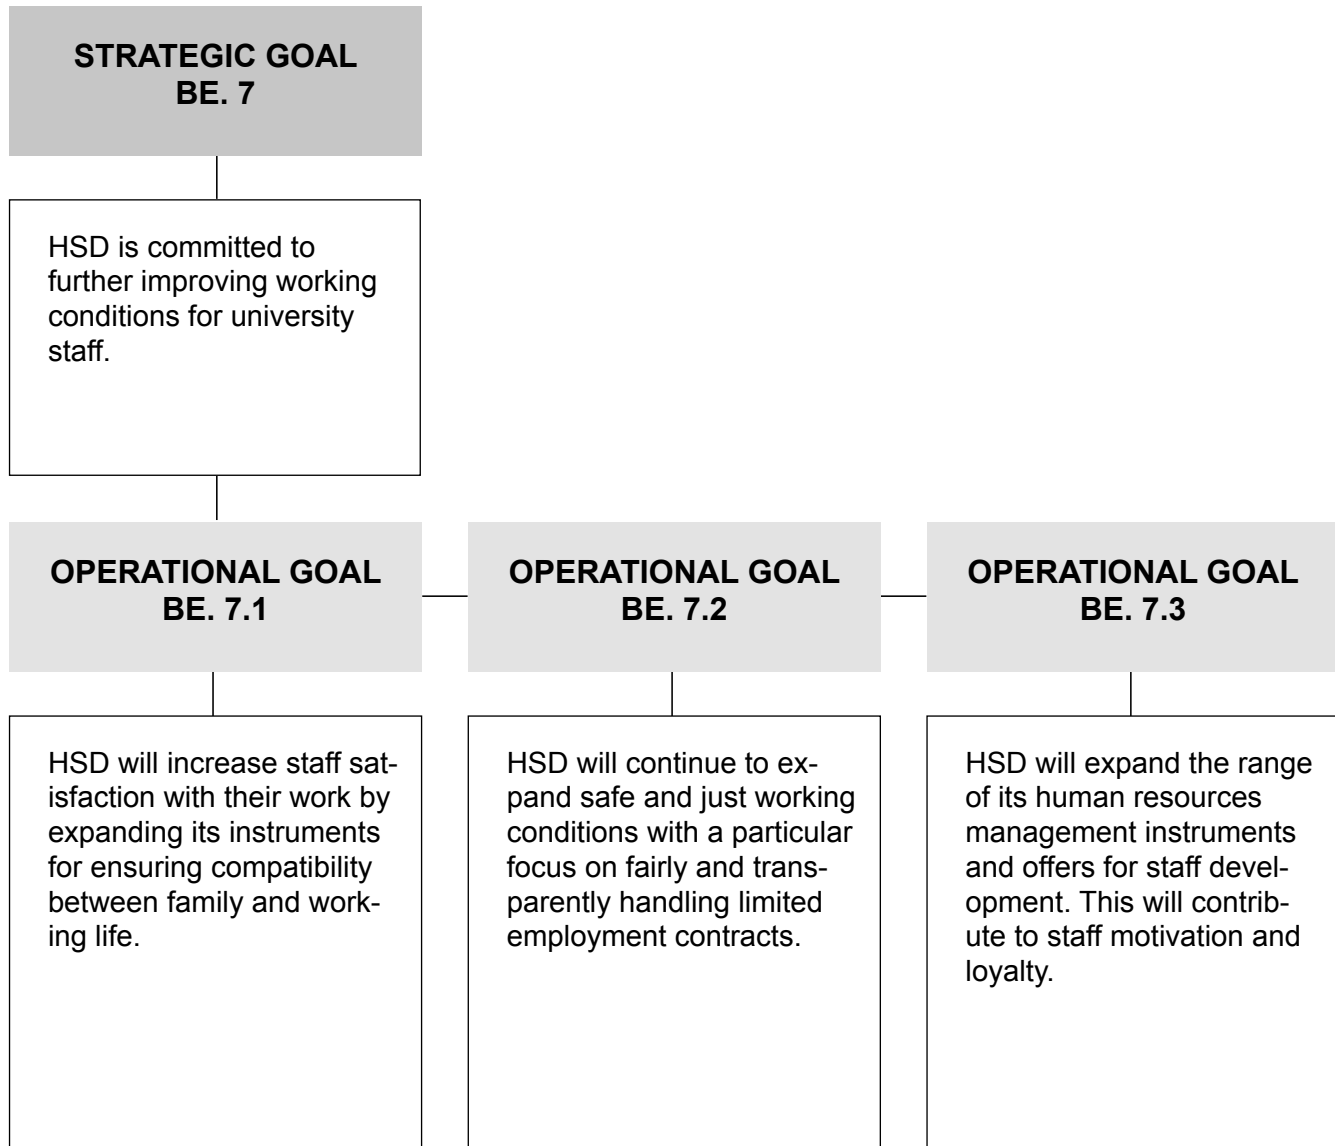 STRATEGIC GOAL
BE. 7
HSD is committed to
further improving working
conditions for university
staff.
OPERATIONAL GOAL
BE. 7.1
HSD will increase staff sat-
isfaction with their work by
expanding its instruments
for ensuring compatibility
between family and work-
ing life.
OPERATIONAL GOAL
BE. 7.2
HSD will continue to ex-
pand safe and just working
conditions with a particular
focus on fairly and trans-
parently handling limited
employment contracts.
OPERATIONAL GOAL
BE. 7.3
HSD will expand the range
of its human resources
management instruments
and offers for staff devel-
opment. This will contrib-
ute to staff motivation and
loyalty.